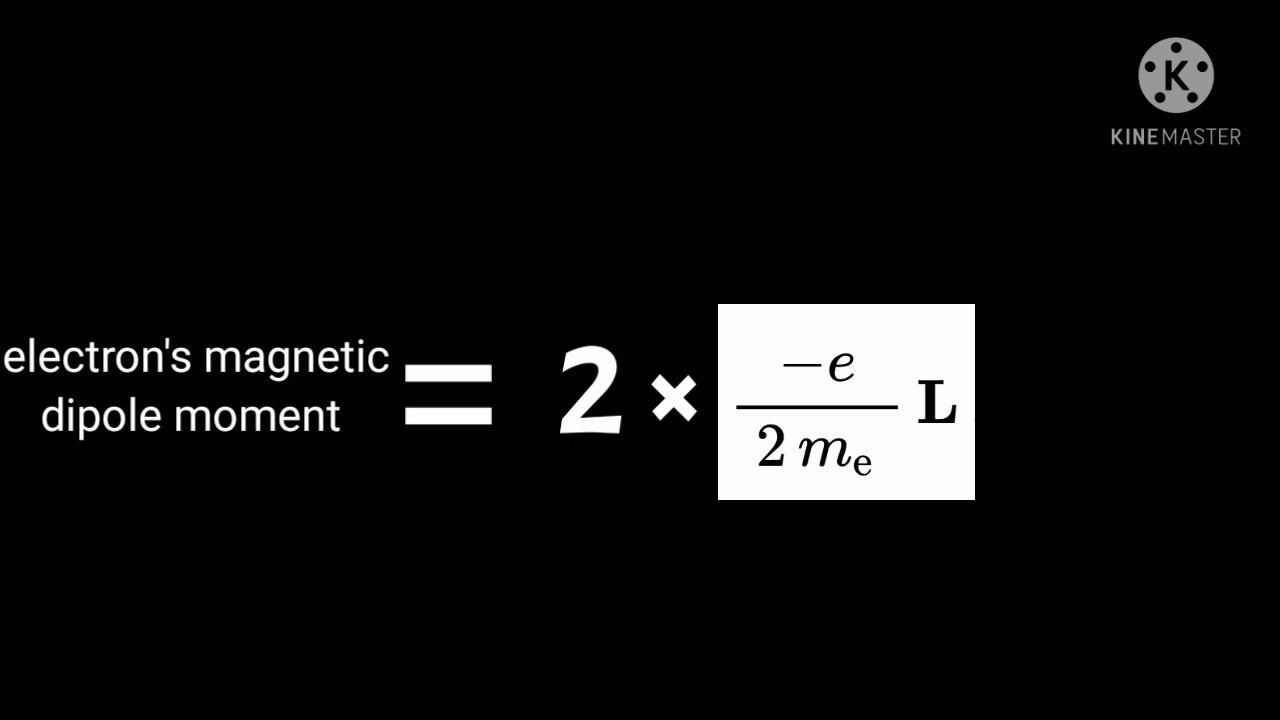 K
KINEMASTER
electron's magnetic
dipole moment
= 2 ×
−e
2 mₑ
L